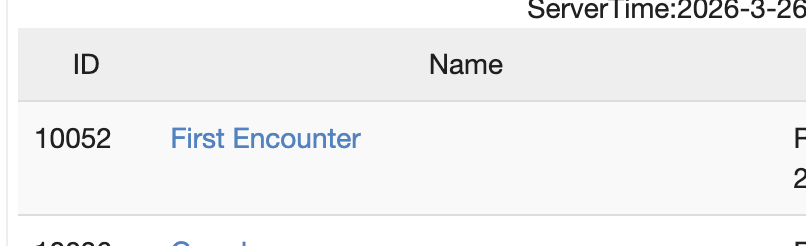 ServerTime:2026-3-26
ID Name
10052 First Encounter